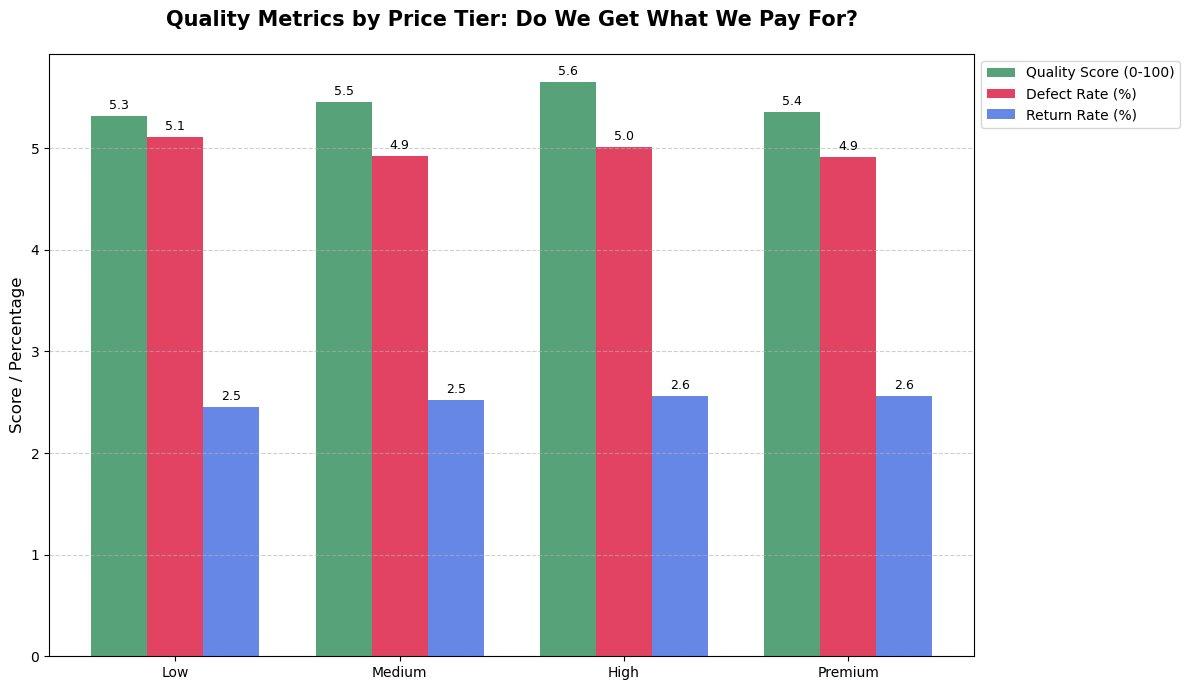 Quality Metrics by Price Tier: Do We Get What We Pay For?
Quality Score (0-100)
Defect Rate (%)
Return Rate (%)
Score / Percentage
5
4
3
2
1
0
5.3
5.1
2.5
5.5
4.9
2.5
5.6
5.0
2.6
5.4
4.9
2.6
Low
Medium
High
Premium